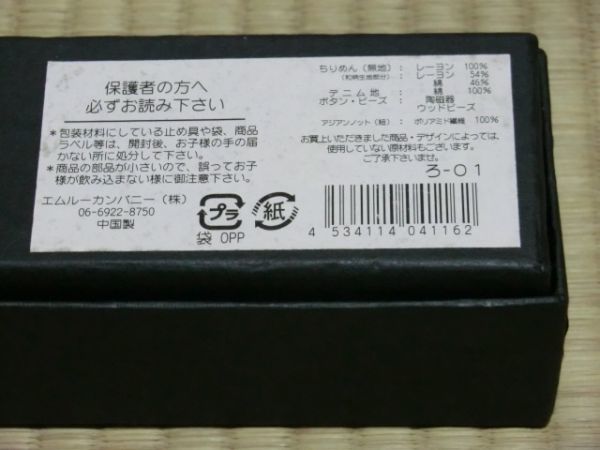 保護者の方へ
必ずお読み下さい
*包装材料にしている止め具や袋、商品
ラベル等は、開封後、お子様の手の届
かない所に処分して下さい。
*商品の部品が小さいので、誤ってお子
様が飲み込まない様に御注意下さい。
エムルーカンパニー(株)
06-6922-8750
中国製
プラ
紙
袋 OPP
ちりめん(無地) : レーヨン 100%
(和柄生地部分) : レーヨン 54%
綿 46%
デニム地 : 綿 100%
ボタン・ビーズ : 陶磁器
ウッドビーズ
アジアンノット(紐) : ポリアミド繊維 100%
お買上いただきました商品・デザインによっては、
使用していない原材料もございます。
ご了承下さいませ。
ろ-01
4 534114 041162